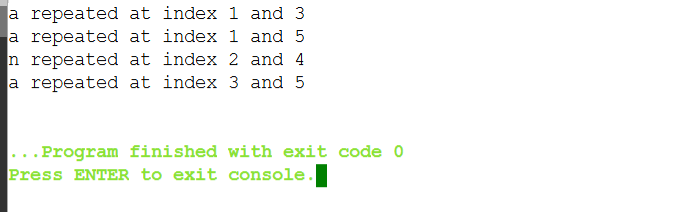 a repeated at index 1 and 3
a repeated at index 1 and 5
n repeated at index 2 and 4
a repeated at index 3 and 5
...Program finished with exit code 0
Press ENTER to exit console.